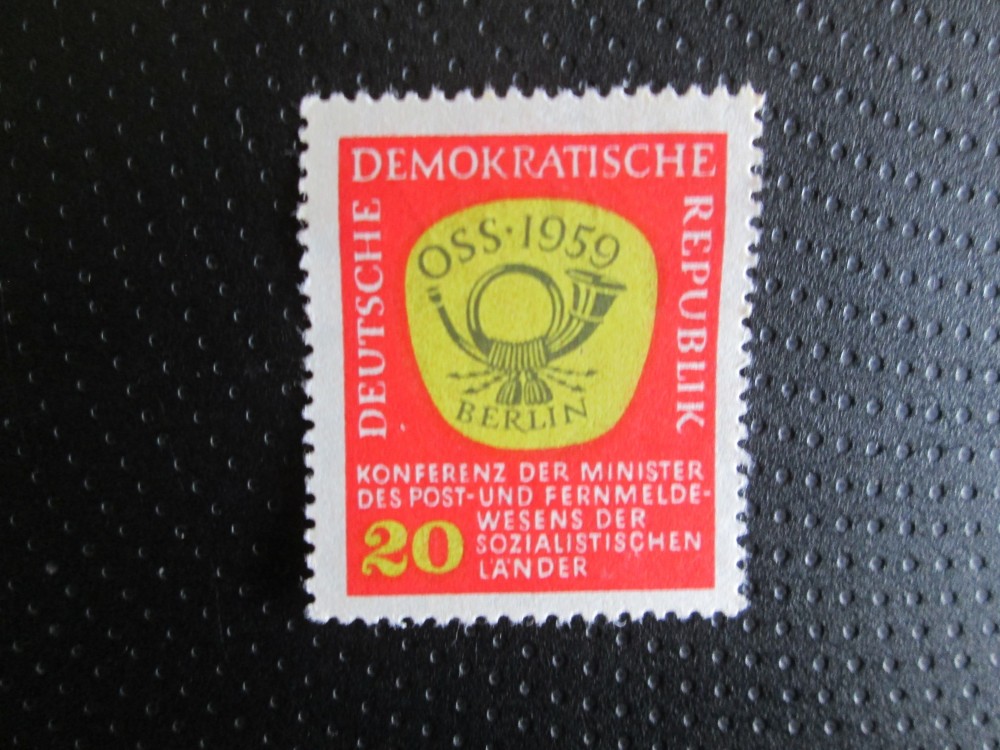 DEUTSCHE
DEMOKRATISCHE
REPUBLIK
OSS·1959
BERLIN
KONFERENZ DER MINISTER
DES POST-UND FERNMELDE-
WESENS DER
SOZIALISTISCHEN
LÄNDER
20